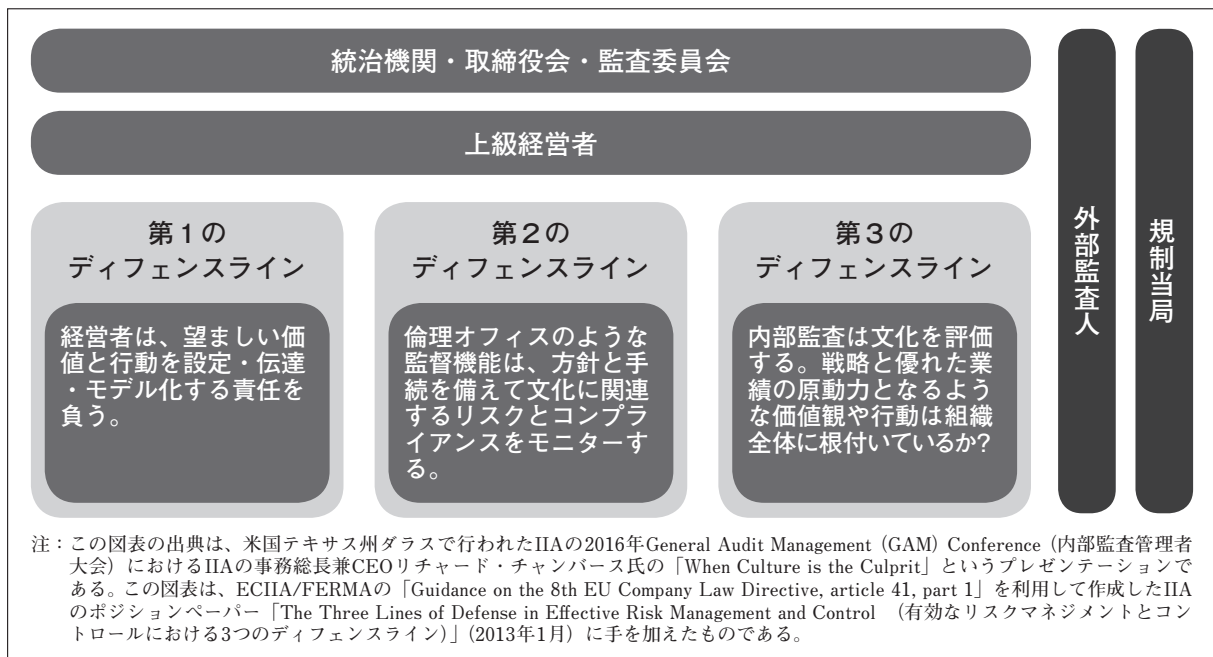 統治機関・取締役会・監査委員会
上級経営者
第1の
ディフェンスライン
経営者は、望ましい価
値と行動を設定・伝達
・モデル化する責任を
負う。
第2の
ディフェンスライン
倫理オフィスのような
監督機能は、方針と手
続を備えて文化に関連
するリスクとコンプラ
イアンスをモニターす
る。
第3の
ディフェンスライン
内部監査は文化を評価
する。戦略と優れた業
績の原動力となるよう
な価値観や行動は組織
全体に根付いているか?
外部監査人
規制当局
注：この図表の出典は、米国テキサス州ダラスで行われたIIAの2016年General Audit Management (GAM) Conference (内部監査管理者
大会) におけるIIAの事務総長兼CEOリチャード・チャンバース氏の「When Culture is the Culprit」というプレゼンテーションで
ある。この図表は、ECIIA/FERMAの「Guidance on the 8th EU Company Law Directive, article 41, part 1」を利用して作成したIIA
のポジションペーパー「The Three Lines of Defense in Effective Risk Management and Control （有効なリスクマネジメントとコン
トロールにおける3つのディフェンスライン）」(2013年1月) に手を加えたものである。